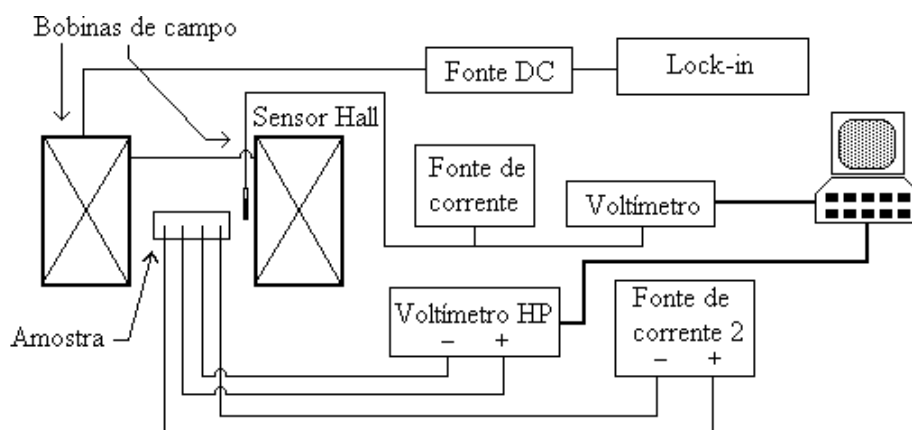 Bobinas de campo
Fonte DC
Lock-in
Sensor Hall
Fonte de
corrente
Voltímetro
Amostra
Voltímetro HP
– +
Fonte de
corrente 2
– +